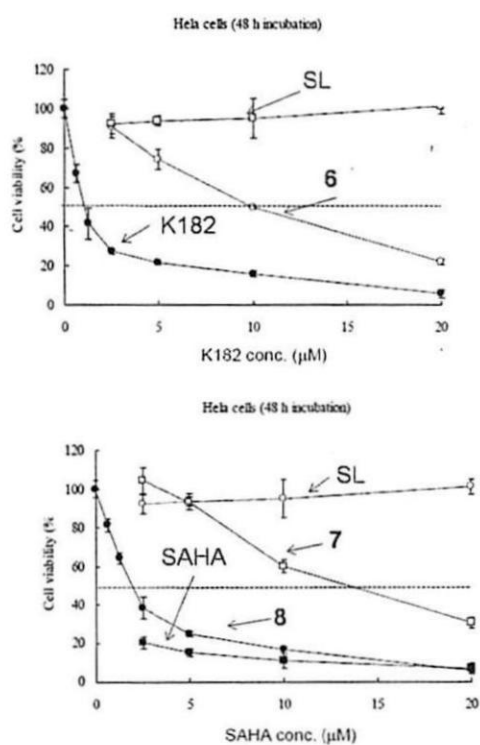 Hela cells (48 h incubation)
120
100
80
60
40
20
0
Cell viability (%
SL
6
K182
0
5
10
15
20
K182 conc. (μM)
Hela cells (48 h incubation)
120
100
80
60
40
20
0
Cell viability (%
SL
7
SAHA
8
0
5
10
15
20
SAHA conc. (μM)